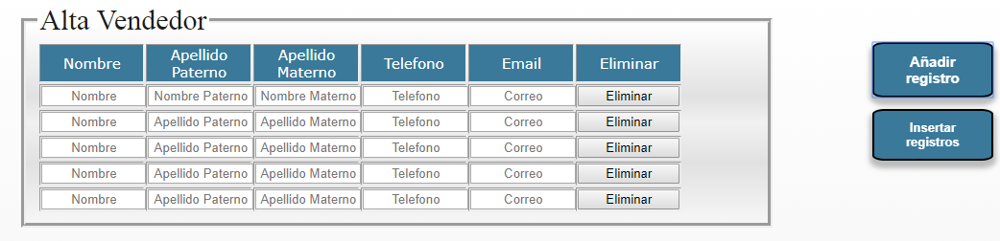 Alta Vendedor
Nombre Apellido Paterno Apellido Materno Telefono Email Eliminar
Nombre Nombre Paterno Nombre Materno Telefono Correo Eliminar
Nombre Apellido Paterno Apellido Materno Telefono Correo Eliminar
Nombre Apellido Paterno Apellido Materno Telefono Correo Eliminar
Nombre Apellido Paterno Apellido Materno Telefono Correo Eliminar
Nombre Apellido Paterno Apellido Materno Telefono Correo Eliminar
Añadir
registro
Insertar
registros